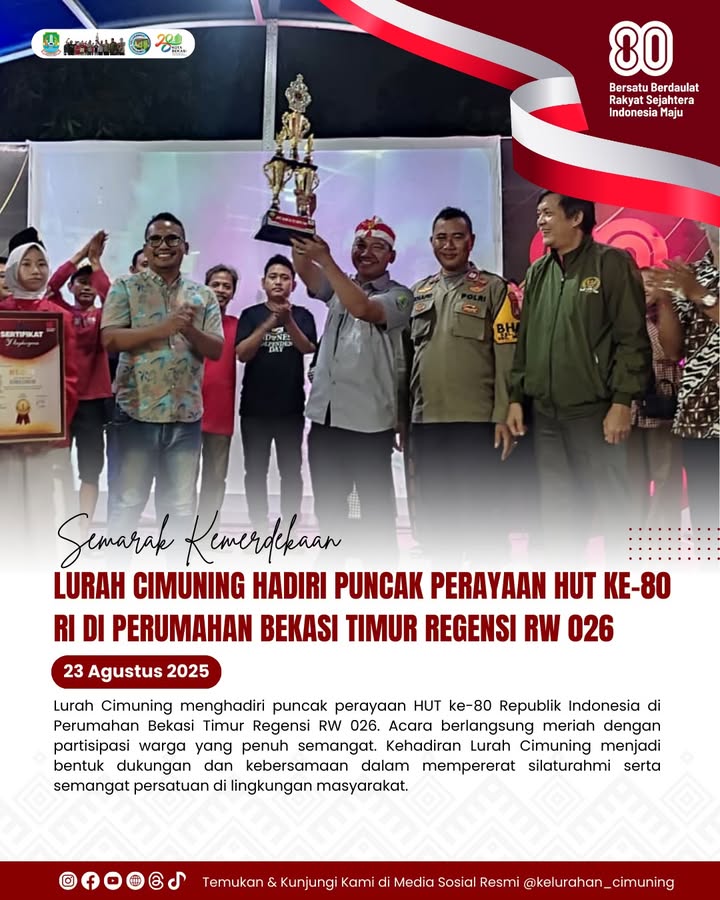 KOTA BEKASI
80
Bersatu Berdaulat
Rakyat Sejahtera
Indonesia Maju
SERTIFIKAT
POLRI
Semarak Kemerdekaan
LURAH CIMUNING HADIRI PUNCAK PERAYAAN HUT KE-80
RI DI PERUMAHAN BEKASI TIMUR REGENSI RW 026
23 Agustus 2025
Lurah Cimuning menghadiri puncak perayaan HUT ke-80 Republik Indonesia di
Perumahan Bekasi Timur Regensi RW 026. Acara berlangsung meriah dengan
partisipasi warga yang penuh semangat. Kehadiran Lurah Cimuning menjadi
bentuk dukungan dan kebersamaan dalam mempererat silaturahmi serta
semangat persatuan di lingkungan masyarakat.
Temukan & Kunjungi Kami di Media Sosial Resmi @kelurahan_cimuning